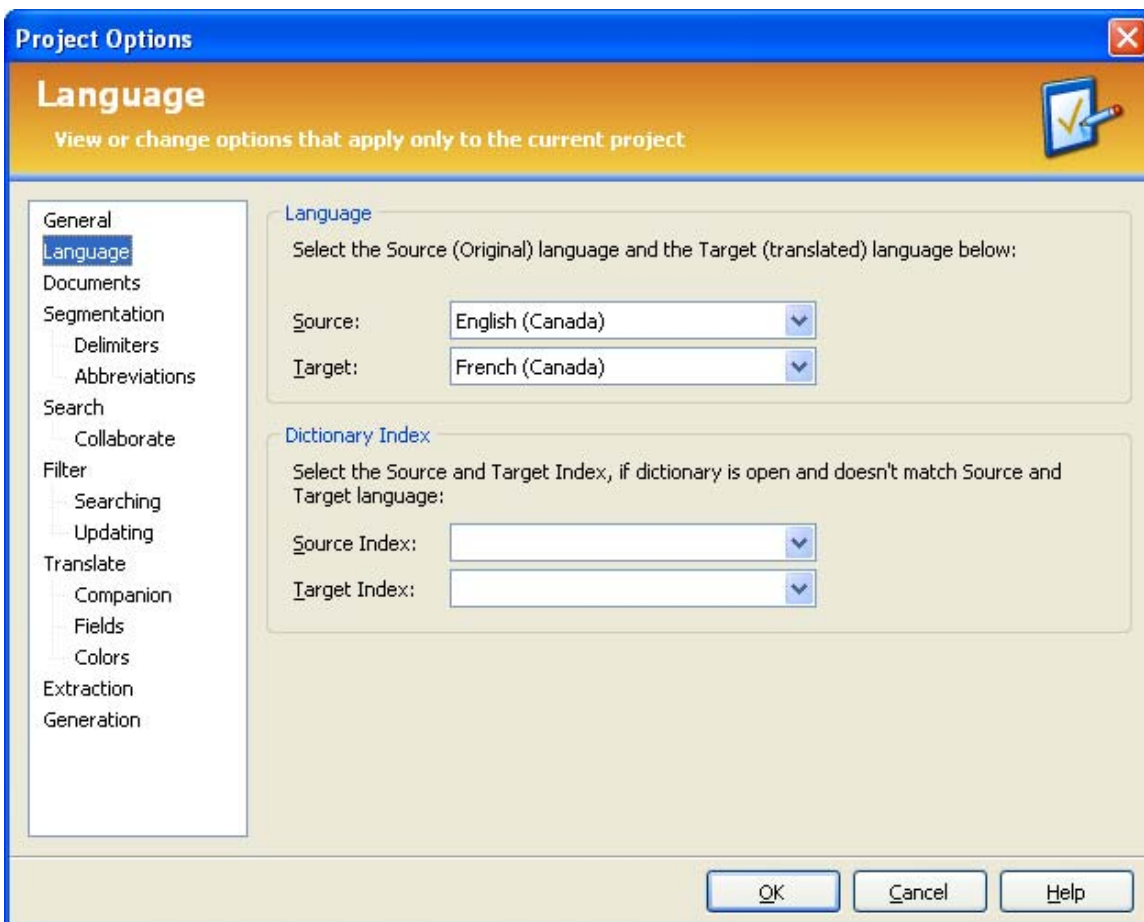 Project Options
Language
View or change options that apply only to the current project
General
Language
Documents
Segmentation
Delimiters
Abbreviations
Search
Collaborate
Filter
Searching
Updating
Translate
Companion
Fields
Colors
Extraction
Generation
Language
Select the Source (Original) language and the Target (translated) language below:
Source: English (Canada)
Target: French (Canada)
Dictionary Index
Select the Source and Target Index, if dictionary is open and doesn't match Source and
Target language:
Source Index:
Target Index:
OK Cancel Help